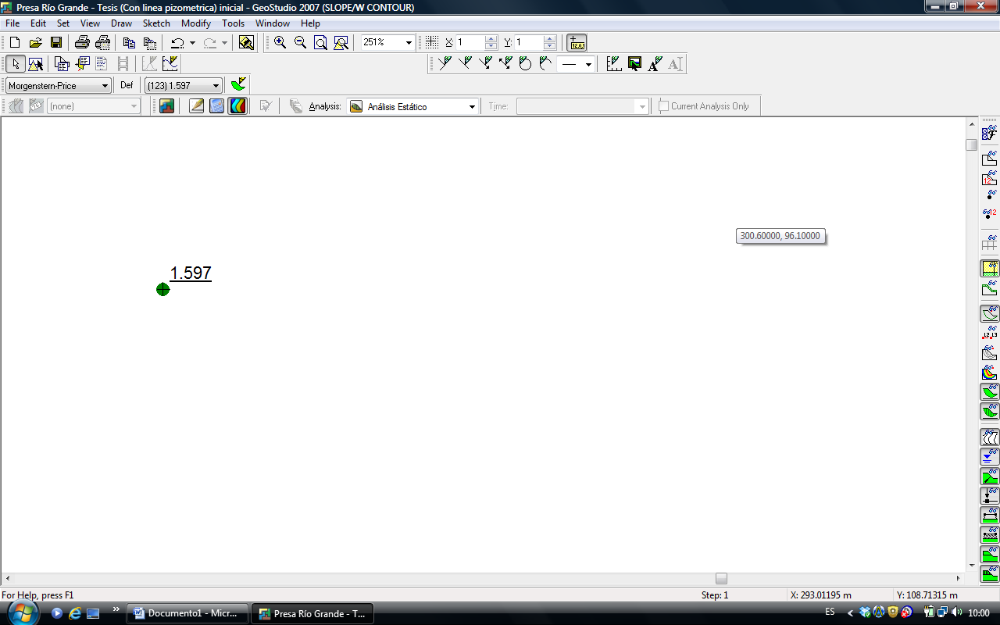 Presa Río Grande - Tesis (Con linea pizometrica) inicial - GeoStudio 2007 (SLOPE/W CONTOUR)
File Edit Set View Draw Sketch Modify Tools Window Help
251% X: 1 Y: 1
Morgenstern-Price Def (123) 1.597
(none) Analysis: Análisis Estático Time: Current Analysis Only
300.60000, 96.10000
1.597
For Help, press F1 Step: 1 X: 293.01195 m Y: 108.71315 m
» Documento1 - Micr... Presa Río Grande - T... ES 10:00